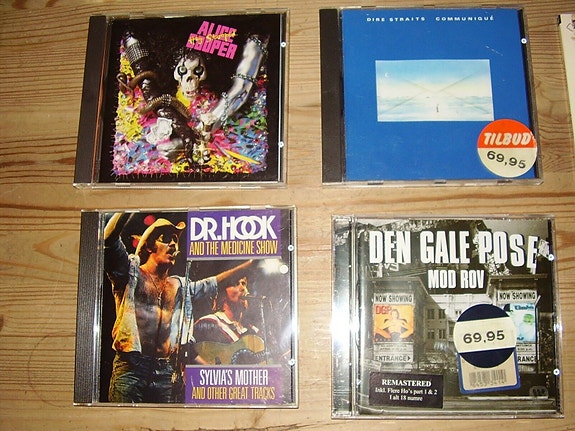 ALICE
COOPER
DIRE STRAITS COMMUNIQUÉ
TILBUD
69,95
DR. HOOK
AND THE MEDICINE SHOW
SYLVIA'S MOTHER
AND OTHER GREAT TRACKS
DEN GALE POSE
MOD ROV
NOW SHOWING
NOW SHOWING
DGP
69,95
ENTRANCE
REMASTERED
Inkl. Flere Ho's part 1 & 2
I alt 18 numre